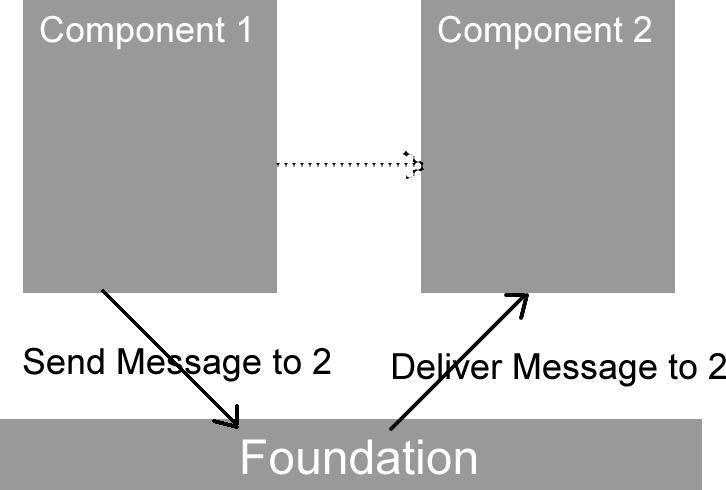 Component 1
Component 2
Send Message to 2
Deliver Message to 2
Foundation